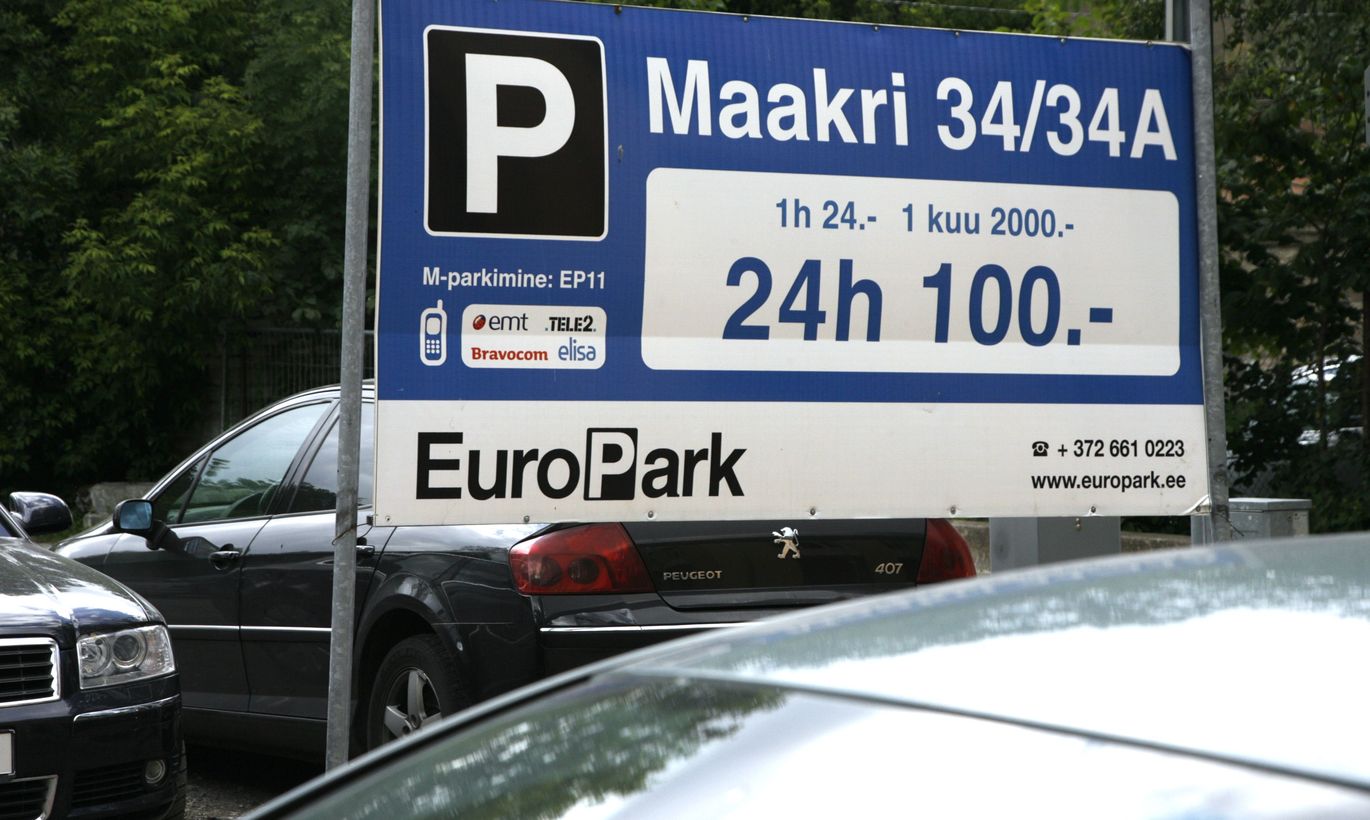 P
Maakri 34/34A
1h 24.- 1 kuu 2000.-
24h 100.-
M-parkimine: EP11
emt .TELE2.
Bravocom elisa
EuroPark
☎ + 372 661 0223
www.europark.ee
PEUGEOT 407